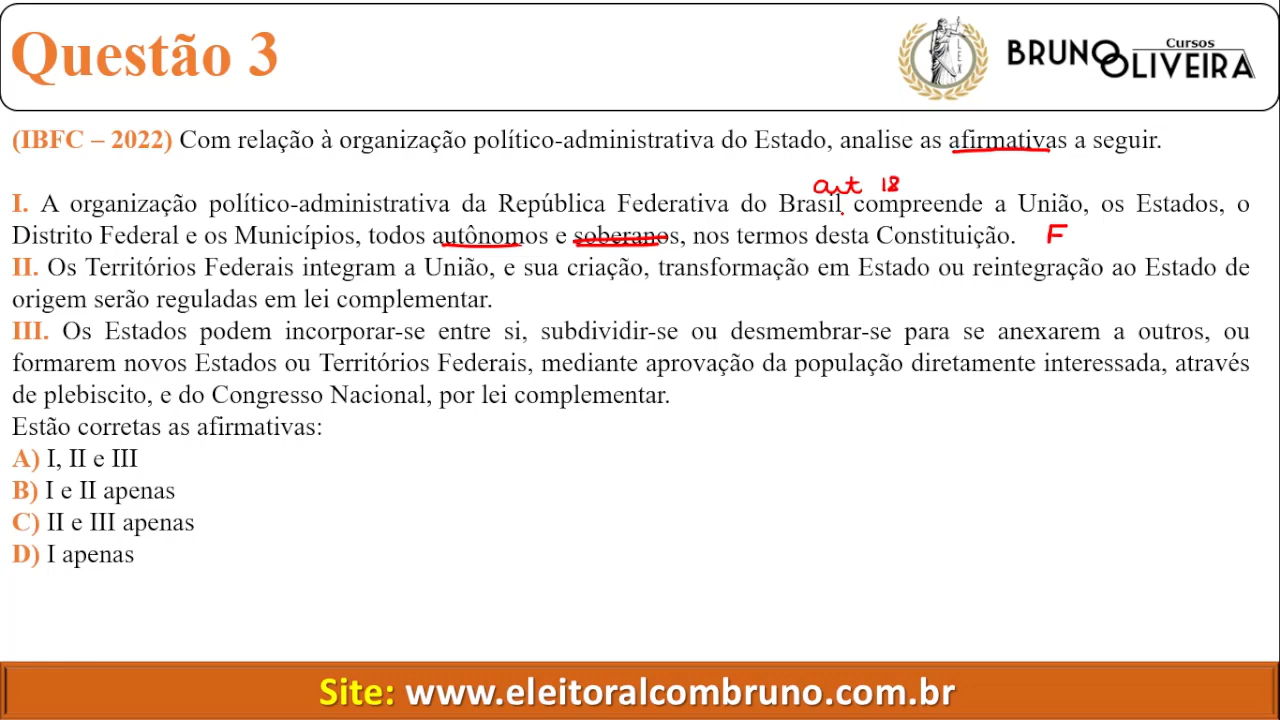 Questão 3
Cursos
BRUNO OLIVEIRA
LEX
(IBFC – 2022) Com relação à organização político-administrativa do Estado, analise as afirmativas a seguir.
art 18
I. A organização político-administrativa da República Federativa do Brasil compreende a União, os Estados, o
Distrito Federal e os Municípios, todos autônomos e soberanos, nos termos desta Constituição. F
II. Os Territórios Federais integram a União, e sua criação, transformação em Estado ou reintegração ao Estado de
origem serão reguladas em lei complementar.
III. Os Estados podem incorporar-se entre si, subdividir-se ou desmembrar-se para se anexarem a outros, ou
formarem novos Estados ou Territórios Federais, mediante aprovação da população diretamente interessada, através
de plebiscito, e do Congresso Nacional, por lei complementar.
Estão corretas as afirmativas:
A) I, II e III
B) I e II apenas
C) II e III apenas
D) I apenas
Site: www.eleitoralcombruno.com.br